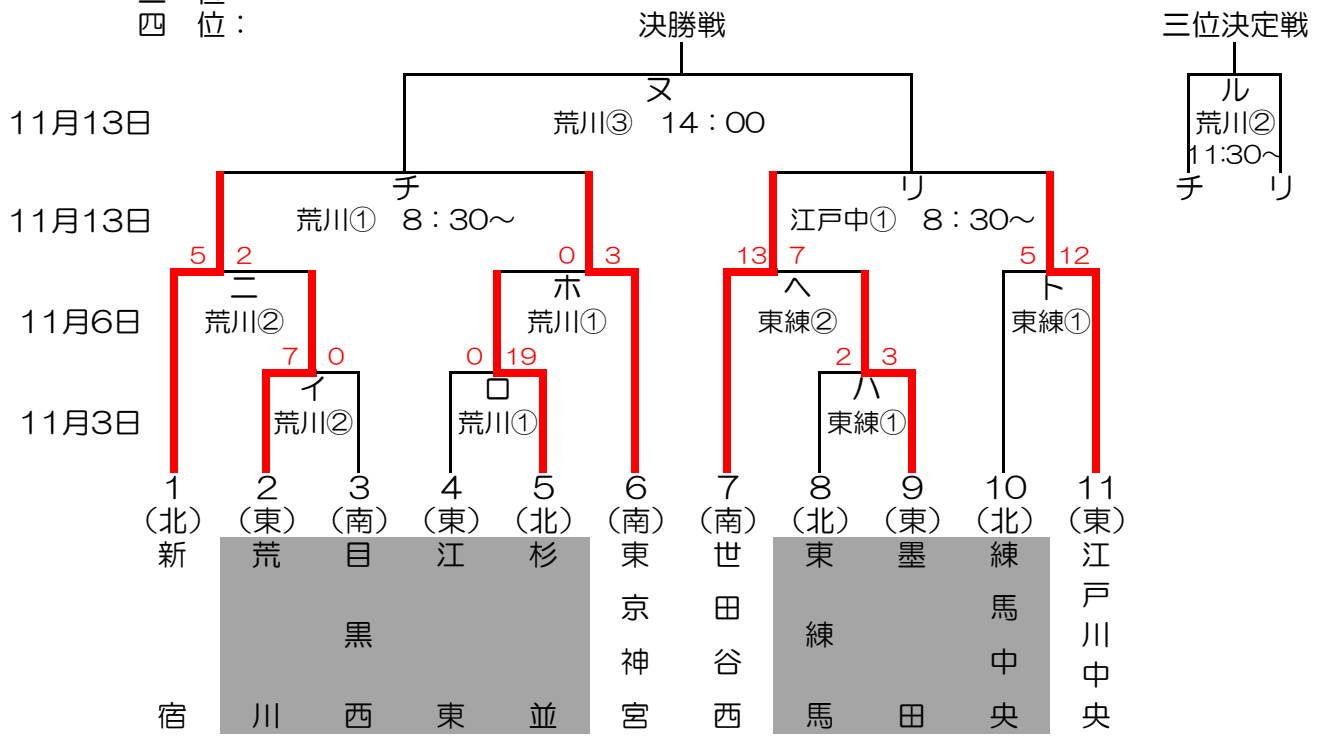 四 位：
決勝戦
三位決定戦
ヌ
ル
11月13日
荒川③ 14：00
荒川②
11:30～
チ
リ
チ リ
11月13日
荒川① 8：30～
江戸中① 8：30～
5 2
0 3
13 7
5 12
ニ
ホ
ヘ
ト
11月6日
荒川②
荒川①
東練②
東練①
7 0
0 19
2 3
イ
ロ
ハ
11月3日
荒川②
荒川①
東練①
1 2 3 4 5 6 7 8 9 10 11
（北）（東）（南）（東）（北）（南）（南）（北）（東）（北）（東）
新宿
荒川
目黒西
江東
杉並
東京神宮
世田谷西
東練馬
墨田
練馬中央
江戸川中央